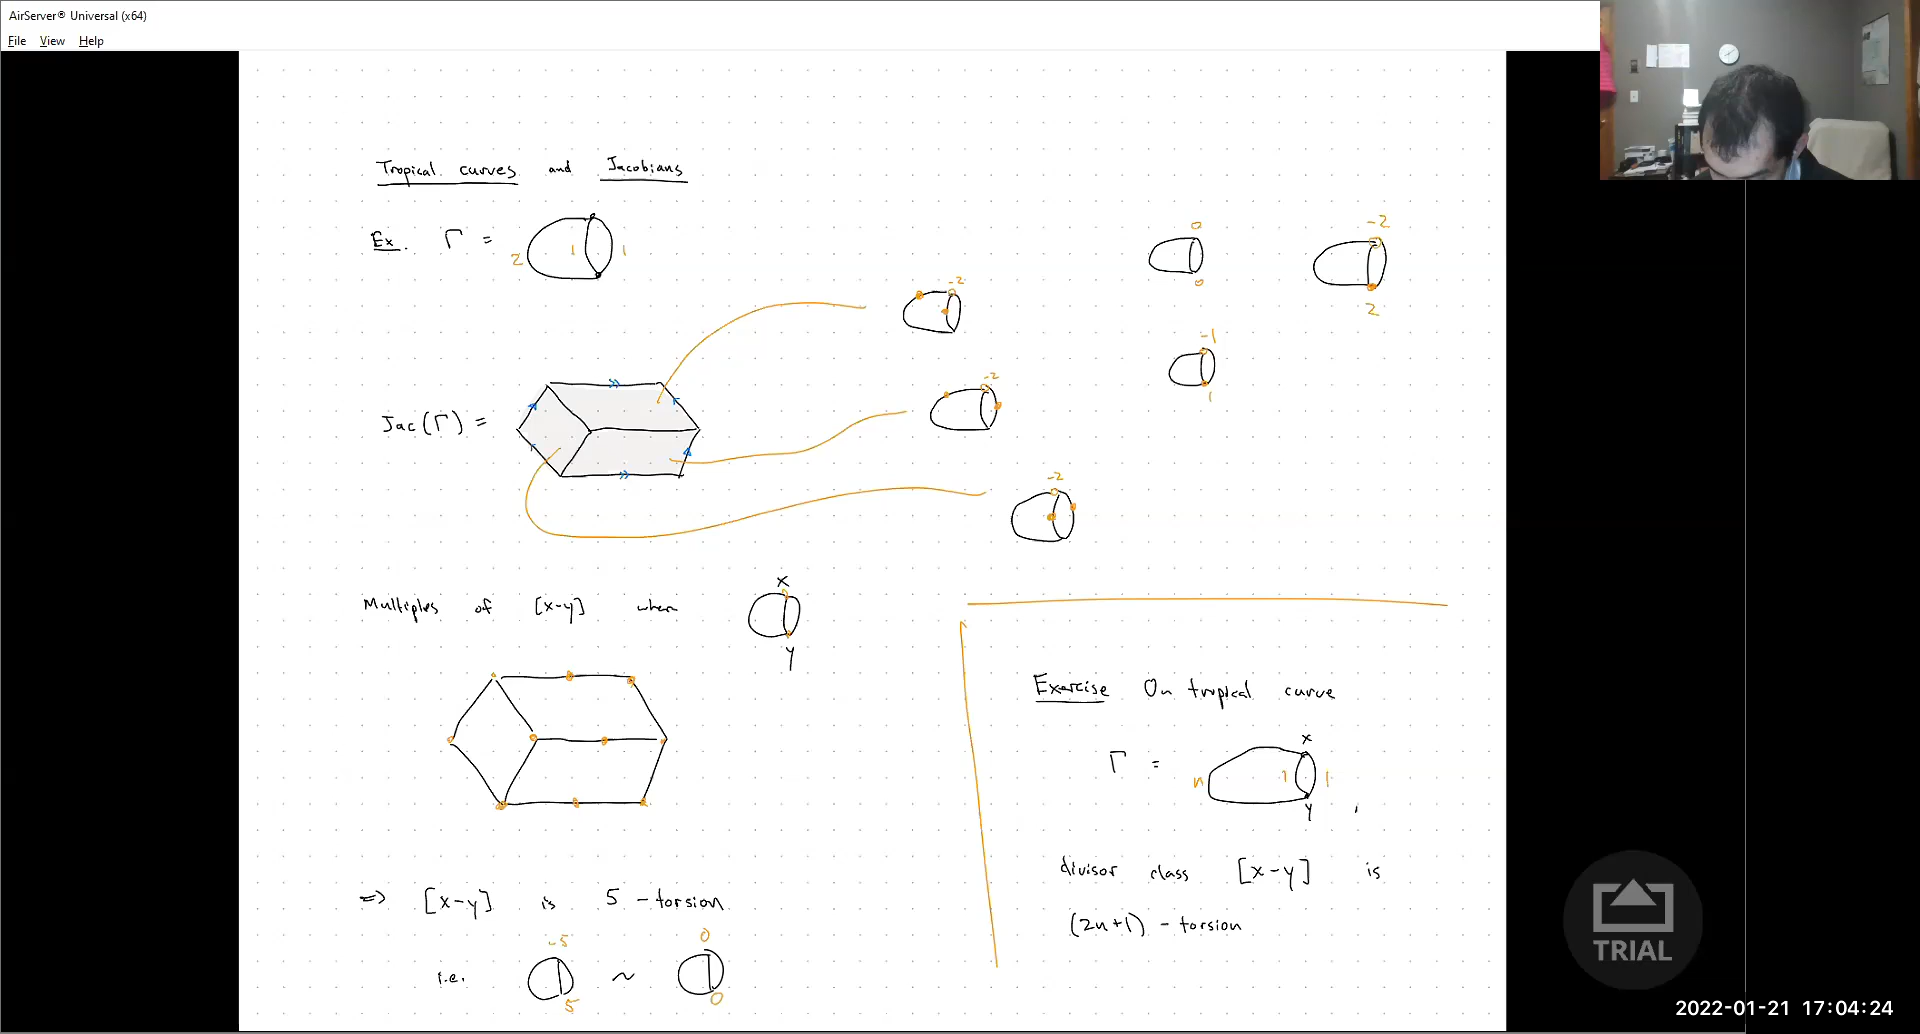 AirServer® Universal (x64)
File View Help
Tropical curves and Jacobians
Ex. Γ =
2 1 1
0
0
-2
2
-1
1
-2
-2
-2
Jac(Γ) =
Multiples of [x-y] when
x
y
⇒ [x-y] is 5-torsion
i.e.
-5
5
~
0
0
Exercise On tropical curve
Γ =
x
n 1 1
y ,
divisor class [x-y] is
(2n+1) - torsion
TRIAL
2022-01-21 17:04:24